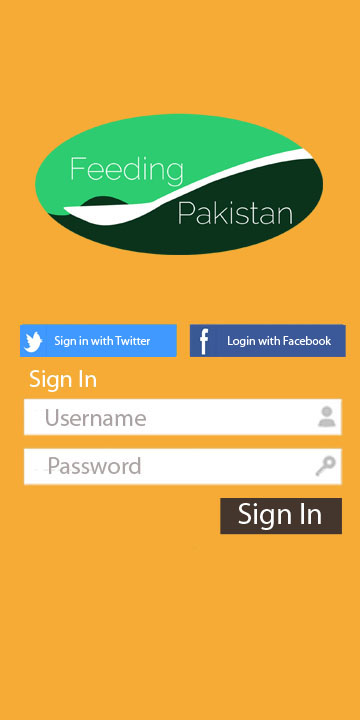 Feeding
Pakistan
Sign in with Twitter
Login with Facebook
Sign In
Username
Password
Sign In